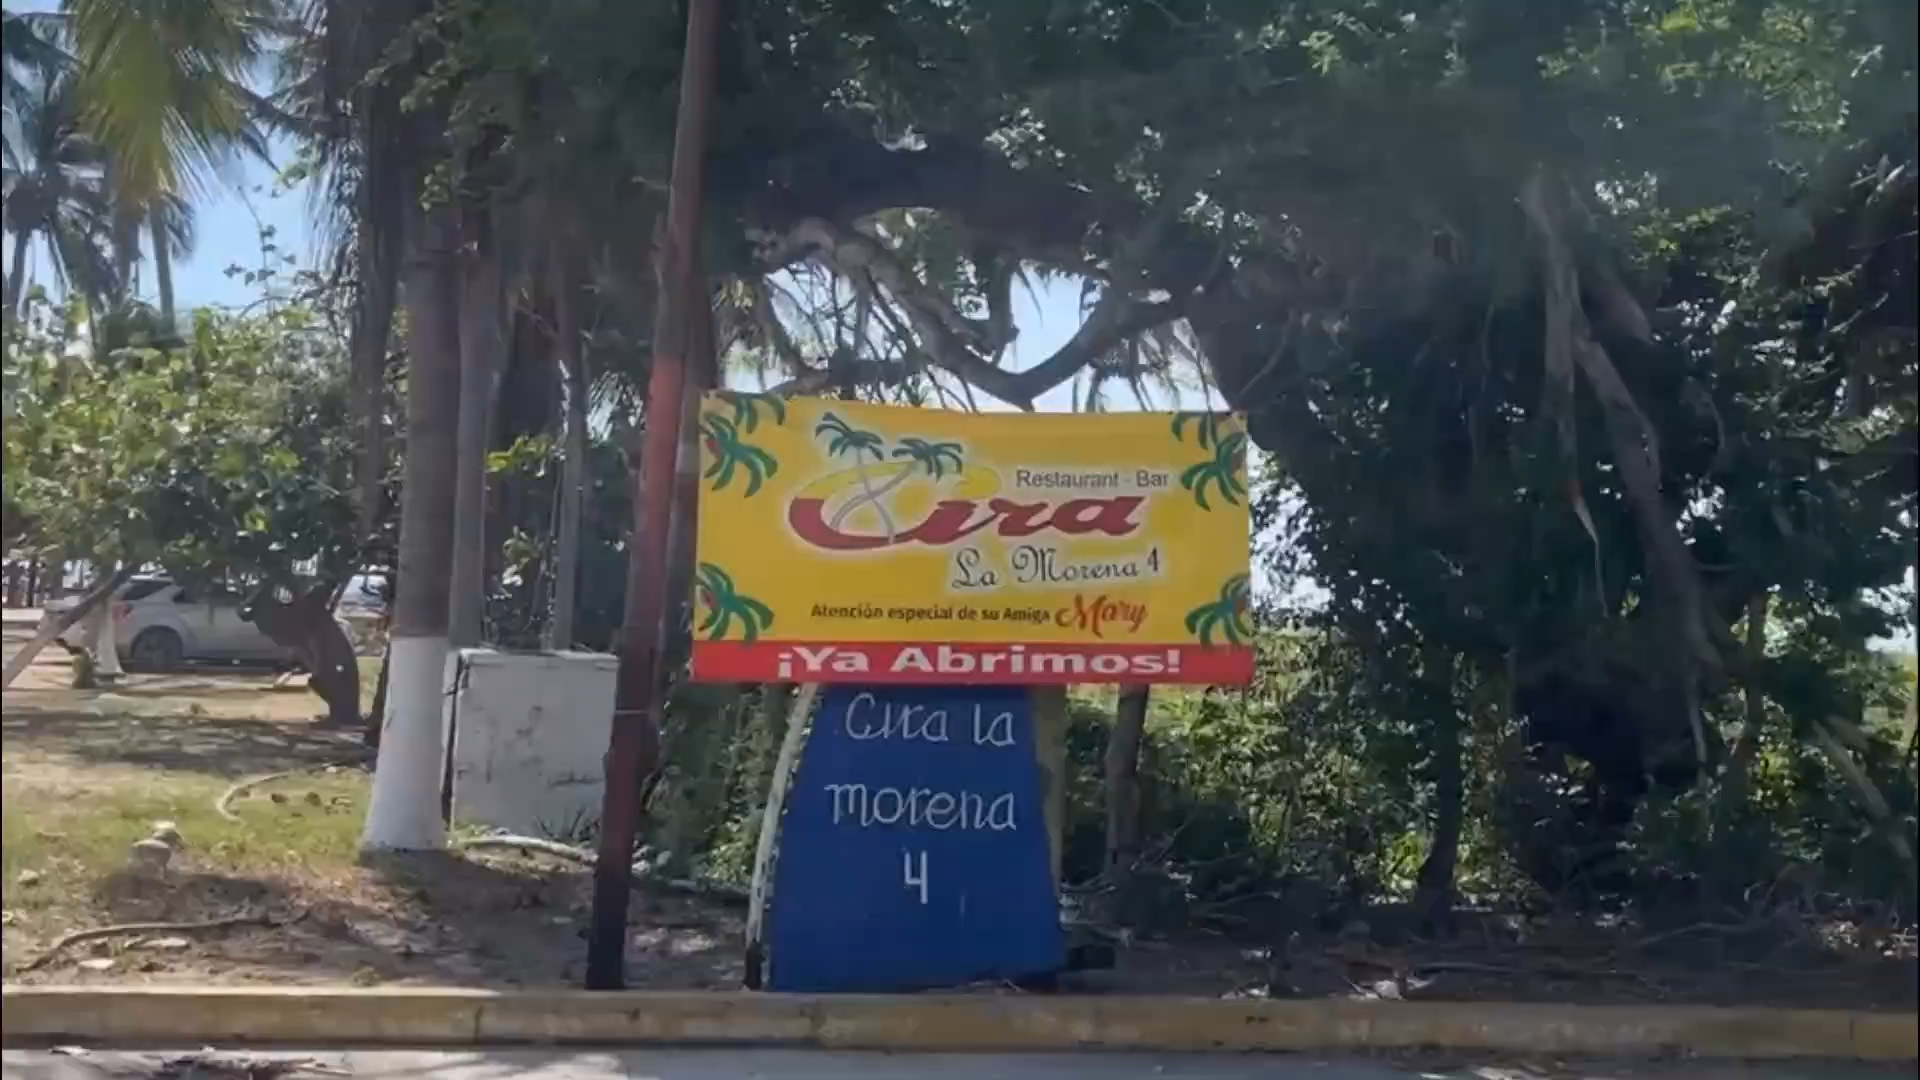 Restaurant - Bar
Cira
La Morena 4
Atención especial de su Amiga Mary
¡Ya Abrimos!
Cira la
morena
4